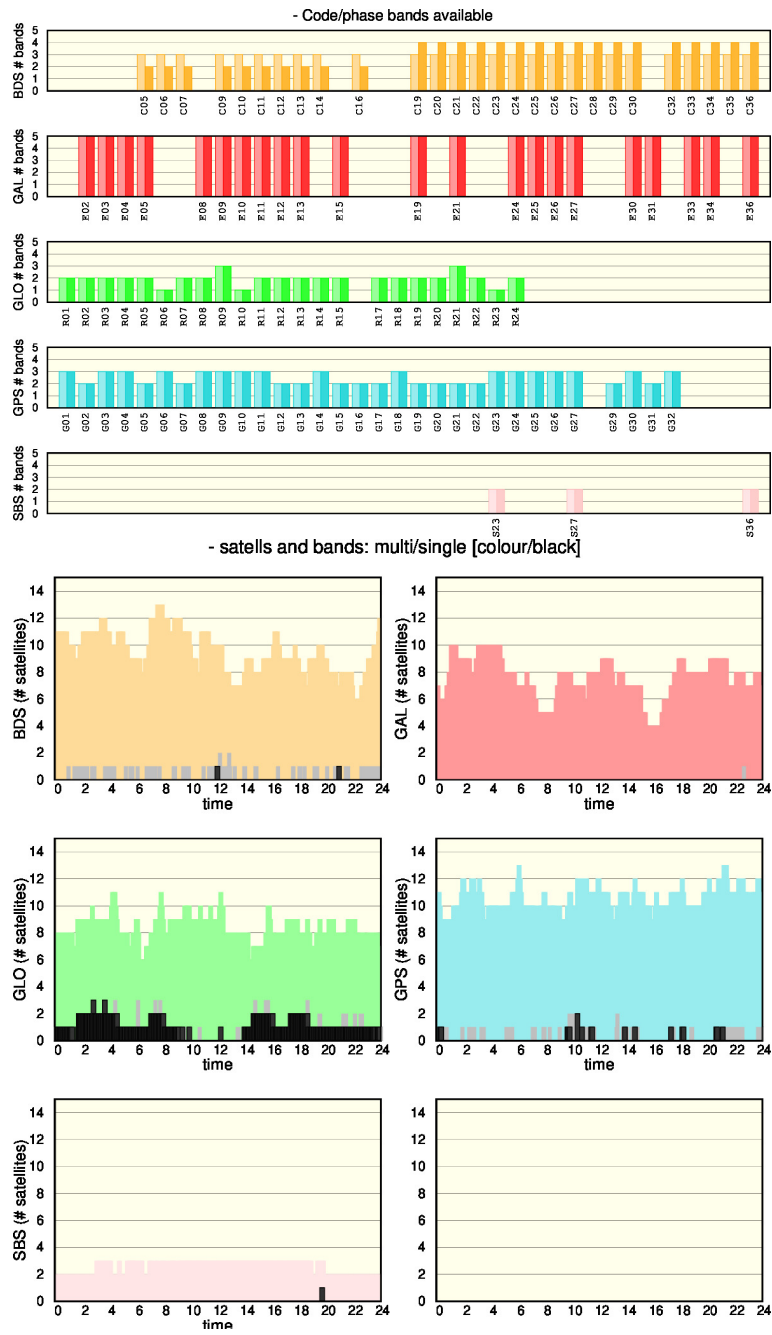 - Code/phase bands available
BDS # bands
5
4
3
2
1
0
C05 C06 C07 C09 C10 C11 C12 C13 C14 C16 C19 C20 C21 C22 C23 C24 C25 C26 C27 C28 C29 C30 C32 C33 C34 C35 C36
GAL # bands
5
4
3
2
1
0
E02 E03 E04 E05 E08 E09 E10 E11 E12 E13 E15 E19 E21 E24 E25 E26 E27 E30 E31 E33 E34 E36
GLO # bands
5
4
3
2
1
0
R01 R02 R03 R04 R05 R06 R07 R08 R09 R10 R11 R12 R13 R14 R15 R17 R18 R19 R20 R21 R22 R23 R24
GPS # bands
5
4
3
2
1
0
G01 G02 G03 G04 G05 G06 G07 G08 G09 G10 G11 G12 G13 G14 G15 G16 G17 G18 G19 G20 G21 G22 G23 G24 G25 G26 G27 G29 G30 G31 G32
SBS # bands
5
4
3
2
1
0
S23 S27 S36
- satells and bands: multi/single [colour/black]
BDS (# satellites)
14
12
10
8
6
4
2
0
0 2 4 6 8 10 12 14 16 18 20 22 24
time
GAL (# satellites)
14
12
10
8
6
4
2
0
0 2 4 6 8 10 12 14 16 18 20 22 24
time
GLO (# satellites)
14
12
10
8
6
4
2
0
0 2 4 6 8 10 12 14 16 18 20 22 24
time
GPS (# satellites)
14
12
10
8
6
4
2
0
0 2 4 6 8 10 12 14 16 18 20 22 24
time
SBS (# satellites)
14
12
10
8
6
4
2
0
0 2 4 6 8 10 12 14 16 18 20 22 24
time
14
12
10
8
6
4
2
0
0 2 4 6 8 10 12 14 16 18 20 22 24